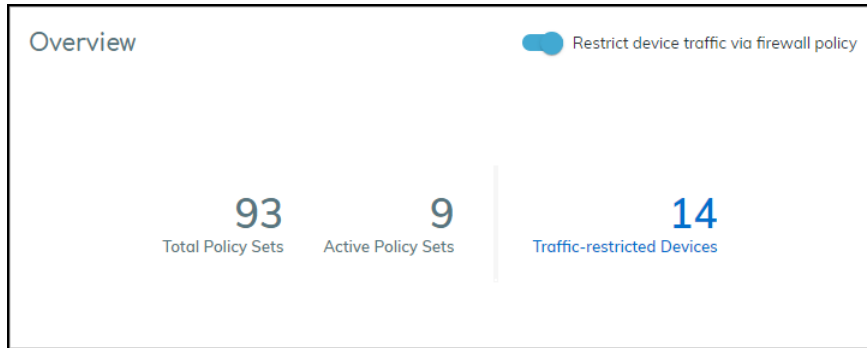 Overview
Restrict device traffic via firewall policy
93
Total Policy Sets
9
Active Policy Sets
14
Traffic-restricted Devices